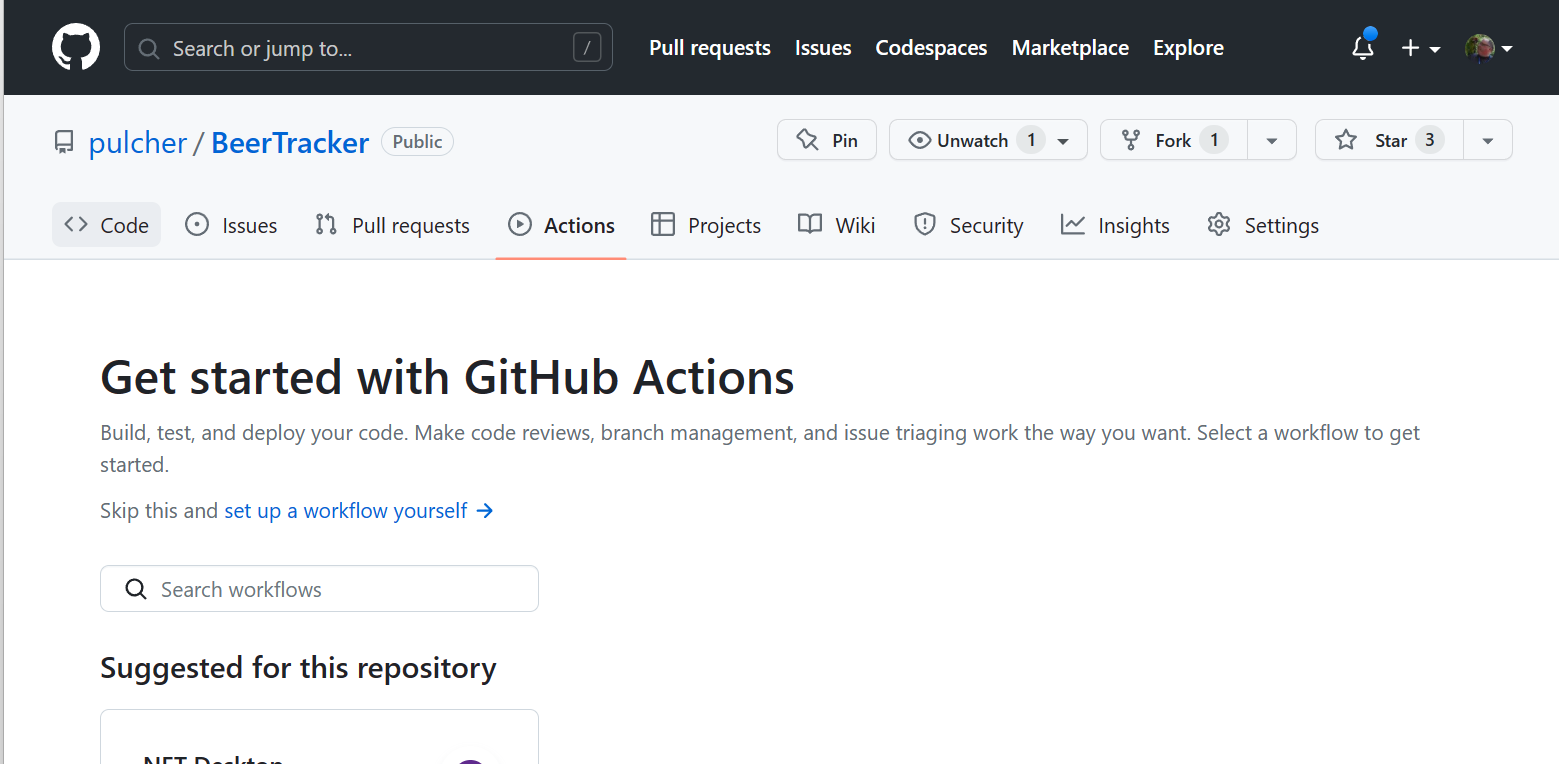 Search or jump to... /
Pull requests Issues Codespaces Marketplace Explore
pulcher / BeerTracker Public
Pin
Unwatch 1
Fork 1
Star 3
Code Issues Pull requests Actions Projects Wiki Security Insights Settings
Get started with GitHub Actions
Build, test, and deploy your code. Make code reviews, branch management, and issue triaging work the way you want. Select a workflow to get
started.
Skip this and set up a workflow yourself →
Search workflows
Suggested for this repository
.NET Desktop